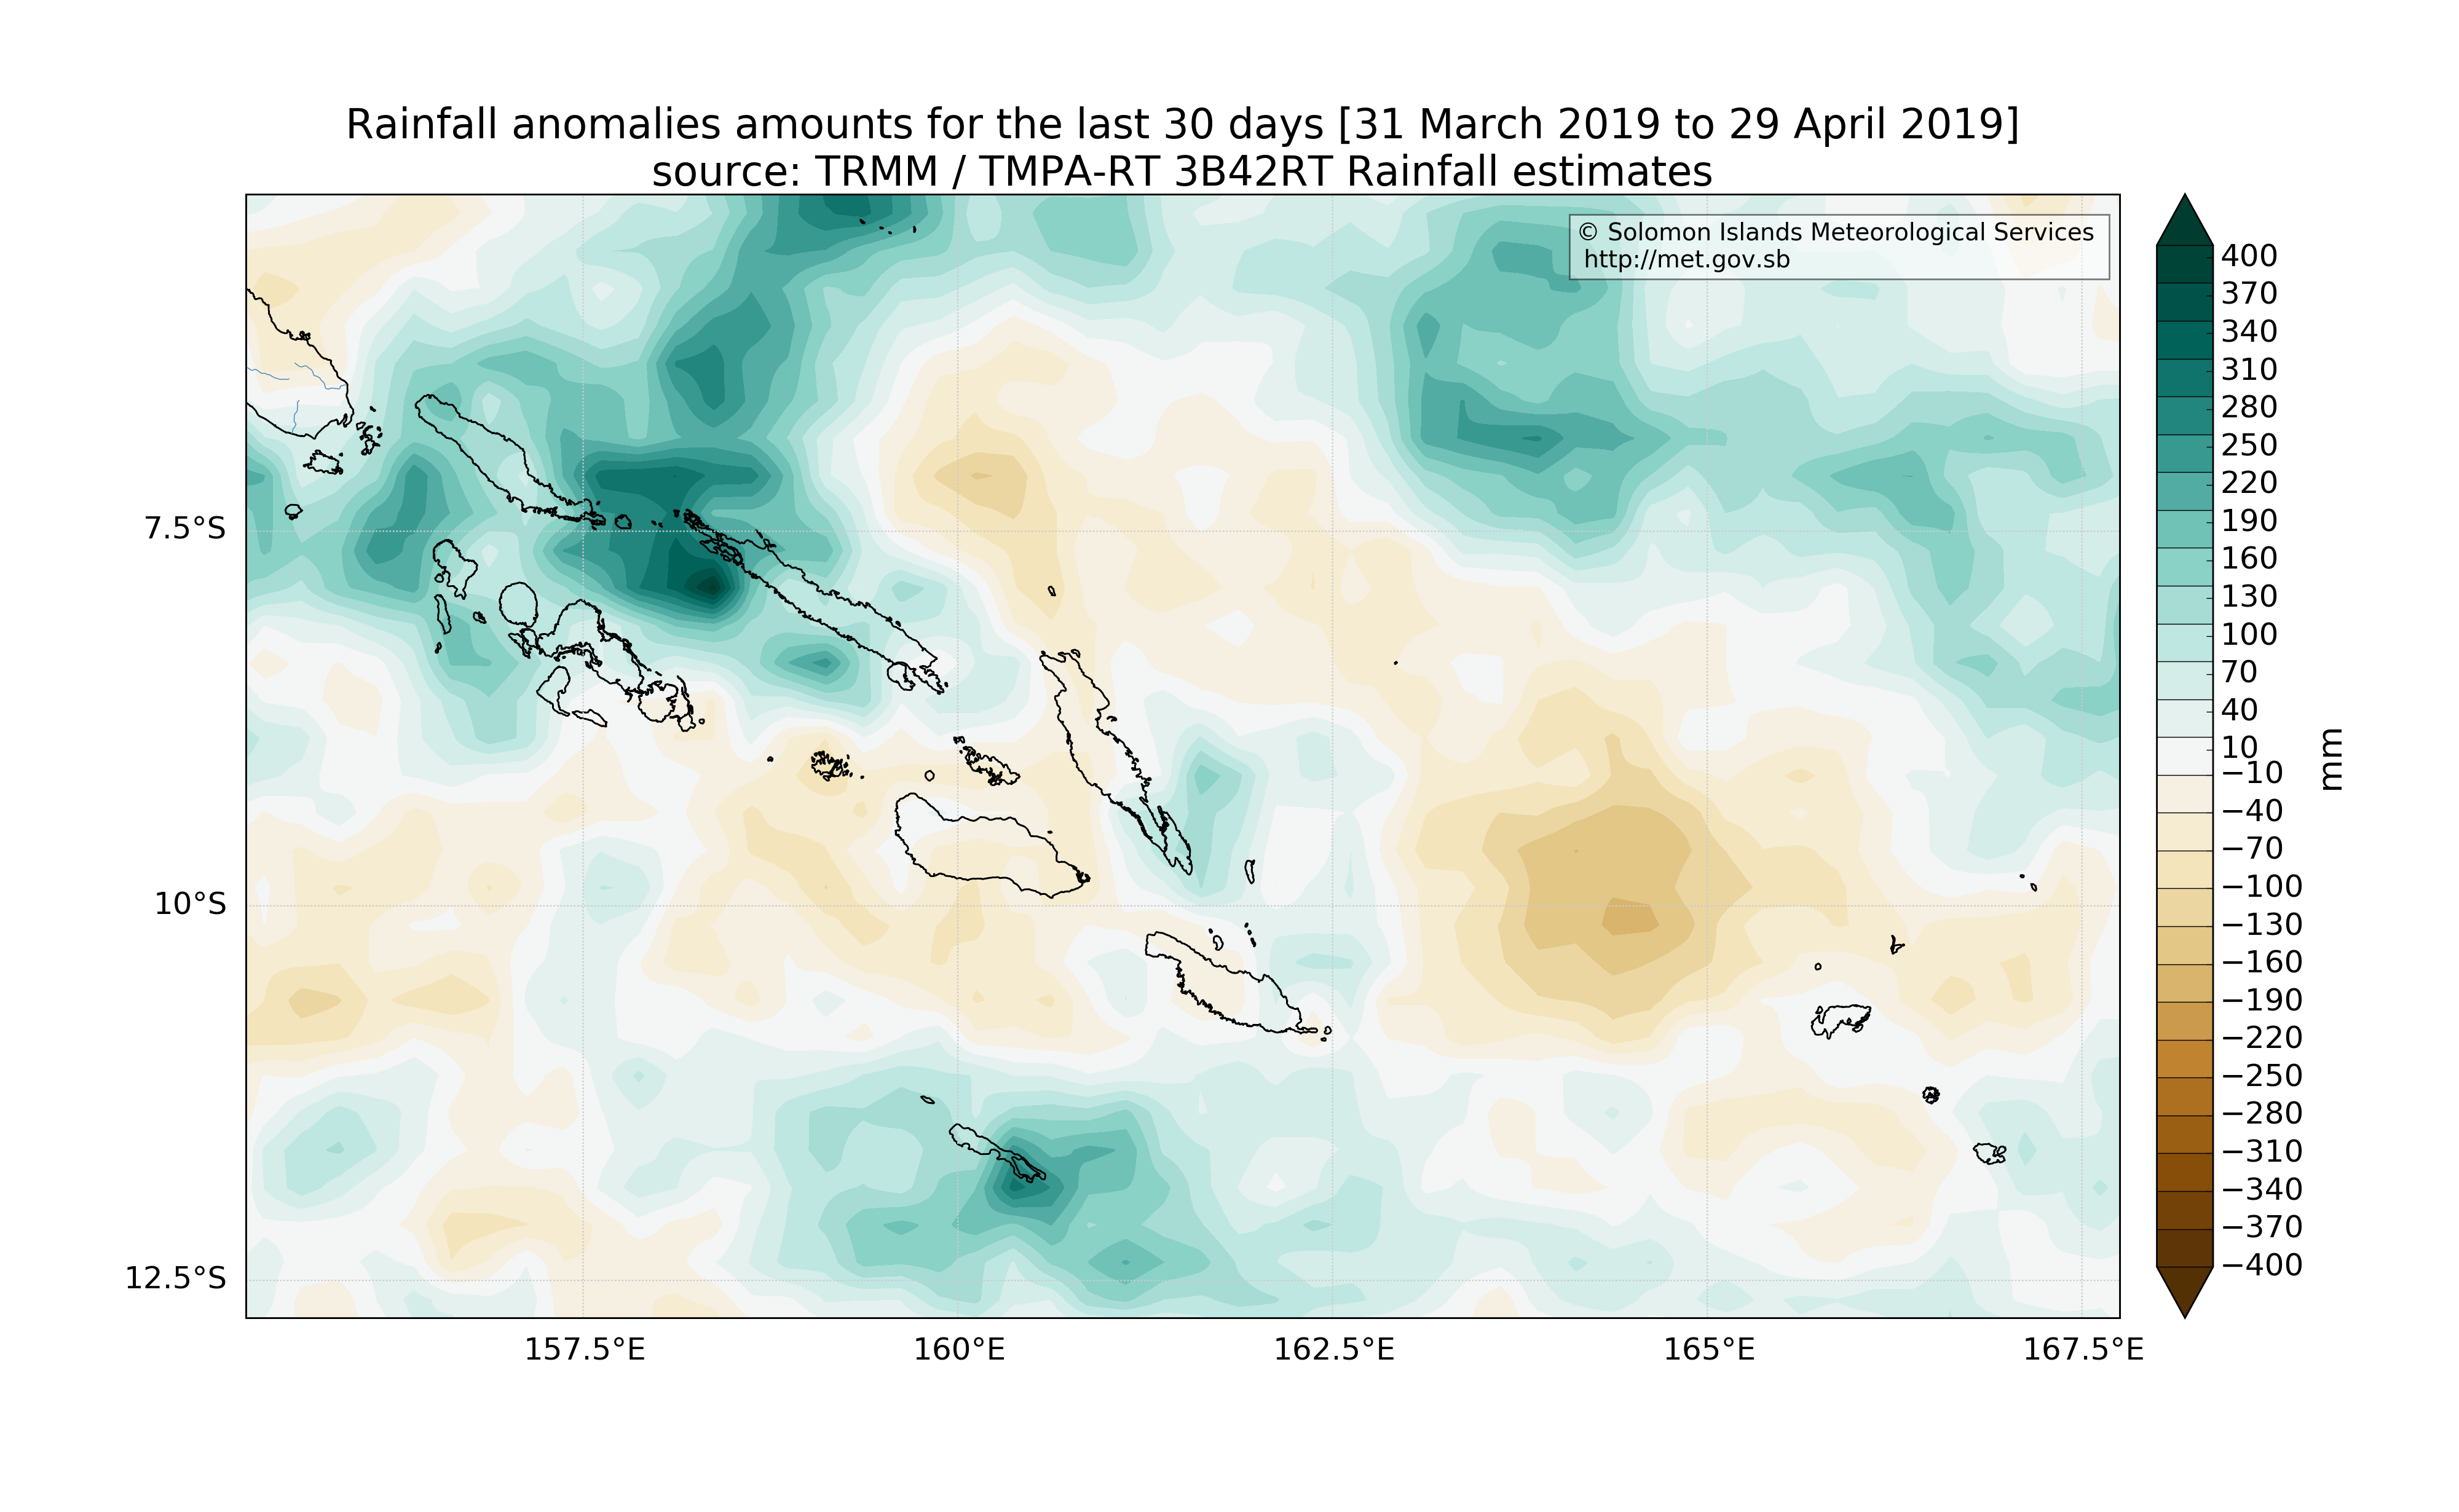 Rainfall anomalies amounts for the last 30 days [31 March 2019 to 29 April 2019]
source: TRMM / TMPA-RT 3B42RT Rainfall estimates
© Solomon Islands Meteorological Services
http://met.gov.sb
7.5°S
10°S
12.5°S
157.5°E
160°E
162.5°E
165°E
167.5°E
400
370
340
310
280
250
220
190
160
130
100
70
40
10
−10
−40
−70
−100
−130
−160
−190
−220
−250
−280
−310
−340
−370
−400
mm